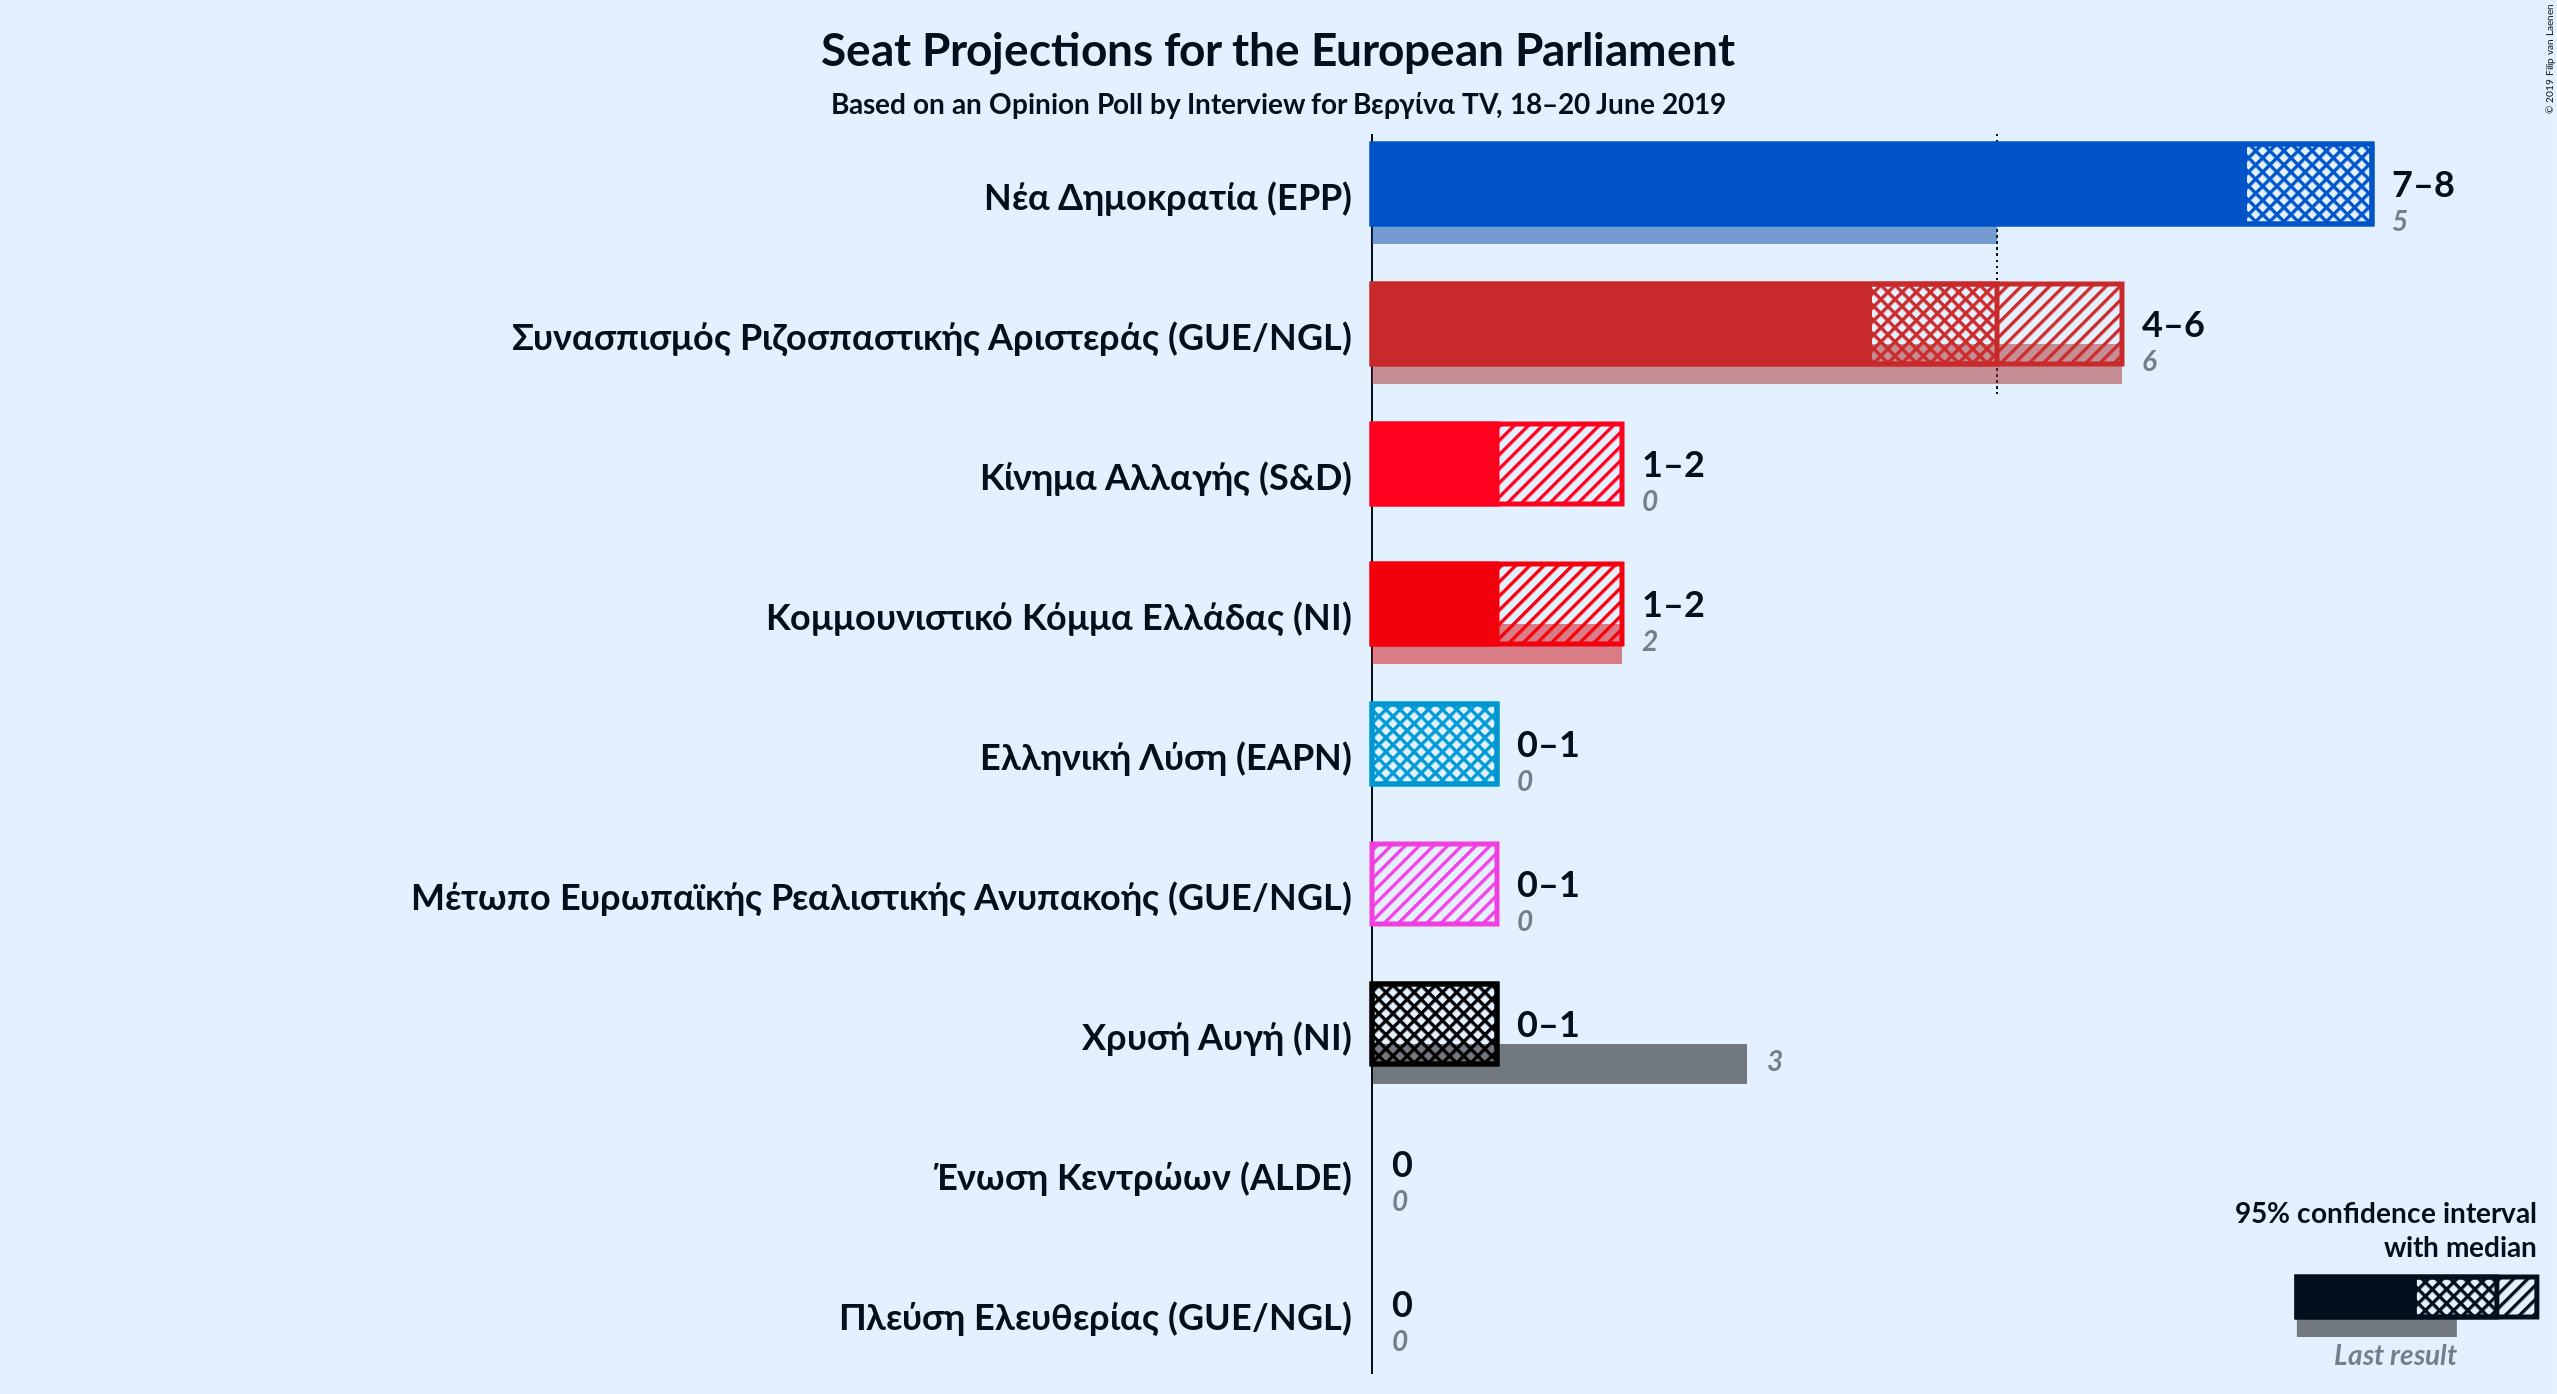 Seat Projections for the European Parliament
Based on an Opinion Poll by Interview for Βεργίνα TV, 18–20 June 2019
© 2019 Filip van Laenen
Νέα Δημοκρατία (EPP)
7–8
5
Συνασπισμός Ριζοσπαστικής Αριστεράς (GUE/NGL)
4–6
6
Κίνημα Αλλαγής (S&D)
1–2
0
Κομμουνιστικό Κόμμα Ελλάδας (NI)
1–2
2
Ελληνική Λύση (EAPN)
0–1
0
Μέτωπο Ευρωπαϊκής Ρεαλιστικής Ανυπακοής (GUE/NGL)
0–1
0
Χρυσή Αυγή (NI)
0–1
3
Ένωση Κεντρώων (ALDE)
0
0
Πλεύση Ελευθερίας (GUE/NGL)
0
0
95% confidence interval
with median
Last result